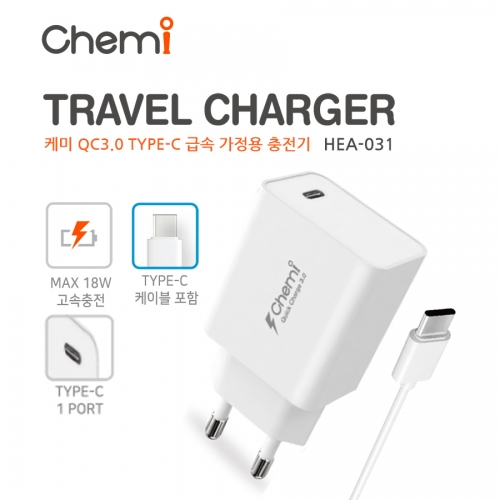 Chemi
TRAVEL CHARGER
케미 QC3.0 TYPE-C 급속 가정용 충전기 HEA-031
MAX 18W
고속충전
TYPE-C
케이블 포함
TYPE-C
1 PORT
Chemi
Quick Charge 3.0